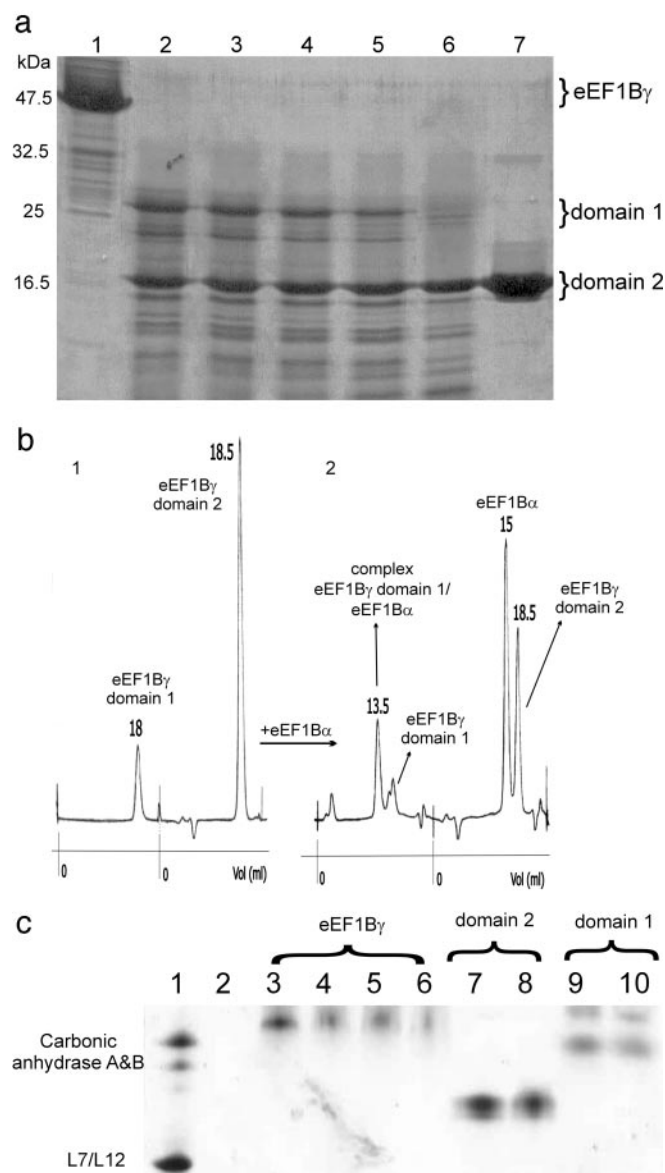 a
1 2 3 4 5 6 7
kDa
47.5
32.5
25
16.5
eEF1Bγ
domain 1
domain 2
b
1
18.5
eEF1Bγ
domain 2
eEF1Bγ
domain 1
18
+eEF1Bα
0
0
Vol (ml)
2
complex
eEF1Bγ domain 1/
eEF1Bα
13.5
eEF1Bγ
domain 1
eEF1Bα
15
18.5
eEF1Bγ
domain 2
0
0
Vol (ml)
c
eEF1Bγ domain 2 domain 1
1 2 3 4 5 6 7 8 9 10
Carbonic
anhydrase A&B
L7/L12